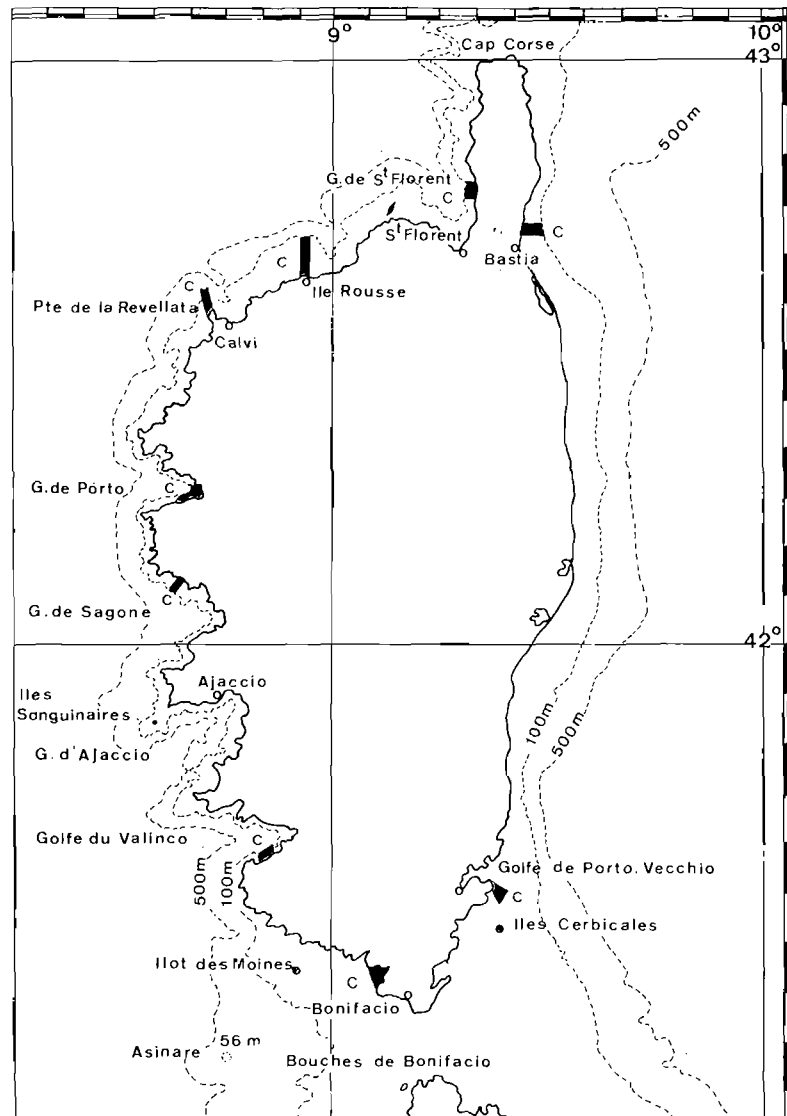 9°
10°
43°
Cap Corse
500m
G. de St Florent
C
C
St Florent
Bastia
C
C
Ile Rousse
Pte de la Revellata
Calvi
G. de Pórto
C
C
G. de Sagone
42°
Ajaccio
Iles
Sanguinaires
G. d'Ajaccio
100m
500m
Golfe du Valinco
C
500m
100m
Golfe de Porto. Vecchio
C
Iles Cerbicales
Ilot des Moines
C
Bonifacio
56 m
Asinare
Bouches de Bonifacio